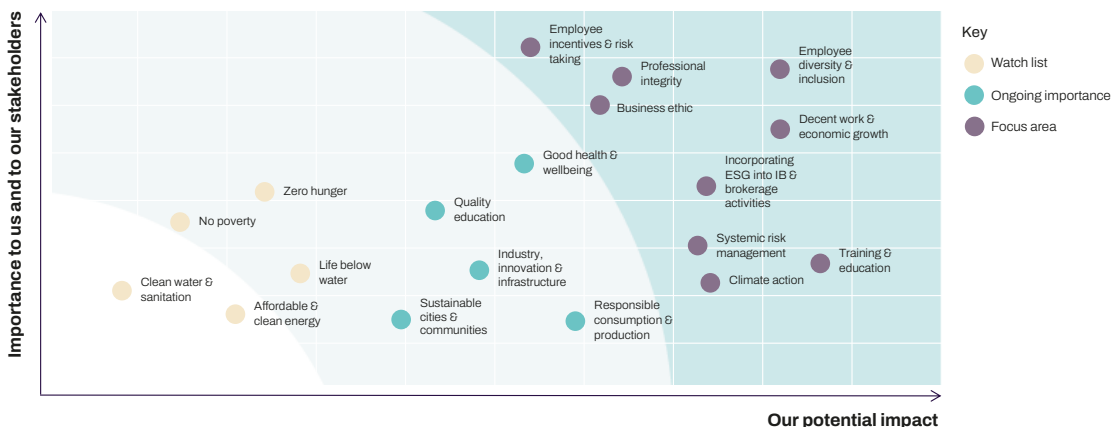 Importance to us and to our stakeholders
Employee
incentives & risk
taking
Professional
integrity
Business ethic
Employee
diversity &
inclusion
Decent work &
economic growth
Good health &
wellbeing
Incorporating
ESG into IB &
brokerage
activities
Zero hunger
Quality
education
No poverty
Systemic risk
management
Training &
education
Climate action
Industry,
innovation &
infrastructure
Life below
water
Clean water &
sanitation
Affordable &
clean energy
Sustainable
cities &
communities
Responsible
consumption &
production
Our potential impact
Key
Watch list
Ongoing importance
Focus area